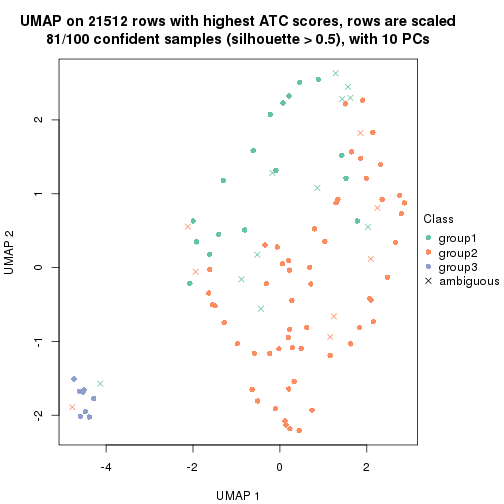 UMAP on 21512 rows with highest ATC scores, rows are scaled
81/100 confident samples (silhouette > 0.5), with 10 PCs
2
1
0
-1
-2
UMAP 2
-4
-2
0
2
UMAP 1
Class
group1
group2
group3
ambiguous